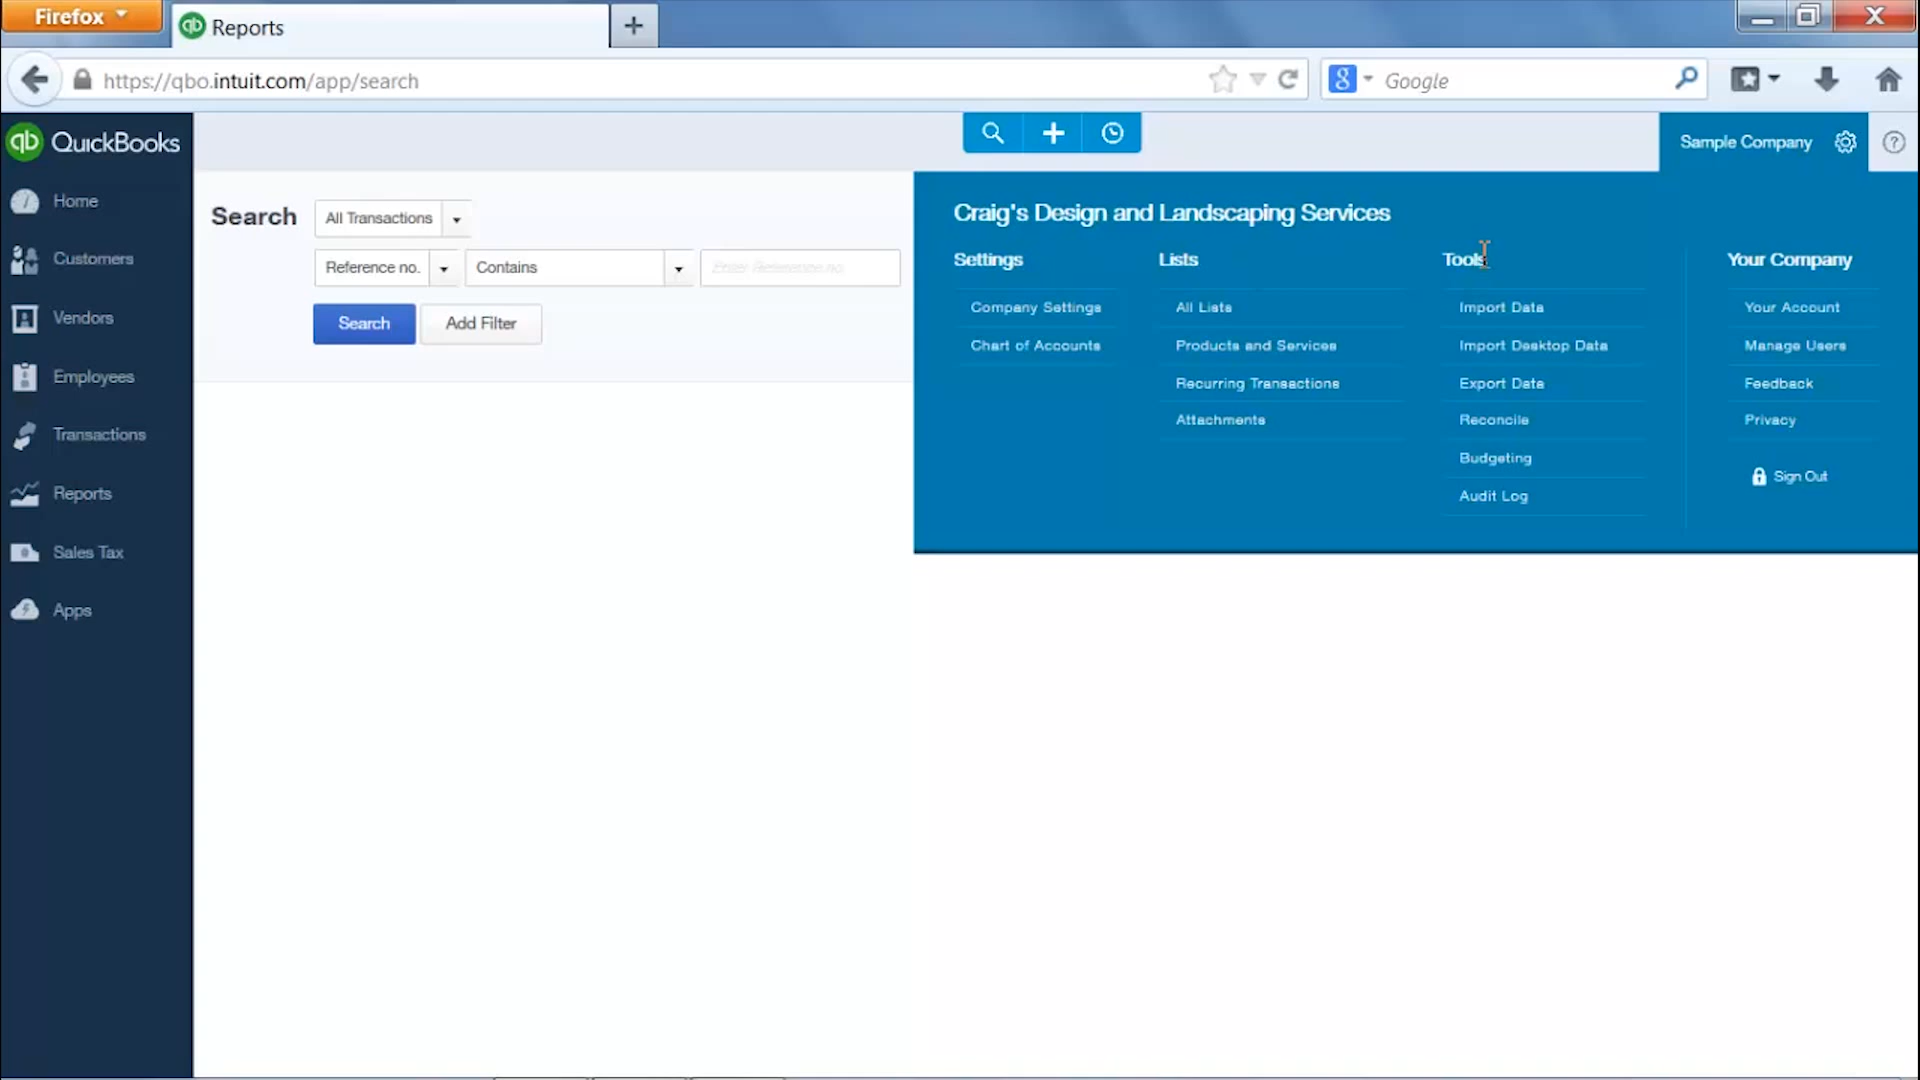 Firefox
Reports
https://qbo.intuit.com/app/search
Google
QuickBooks
Sample Company
Home
Customers
Vendors
Employees
Transactions
Reports
Sales Tax
Apps
Search
All Transactions
Reference no.
Contains
Enter Reference no.
Search
Add Filter
Craig's Design and Landscaping Services
Settings
Company Settings
Chart of Accounts
Lists
All Lists
Products and Services
Recurring Transactions
Attachments
Tools
Import Data
Import Desktop Data
Export Data
Reconcile
Budgeting
Audit Log
Your Company
Your Account
Manage Users
Feedback
Privacy
Sign Out